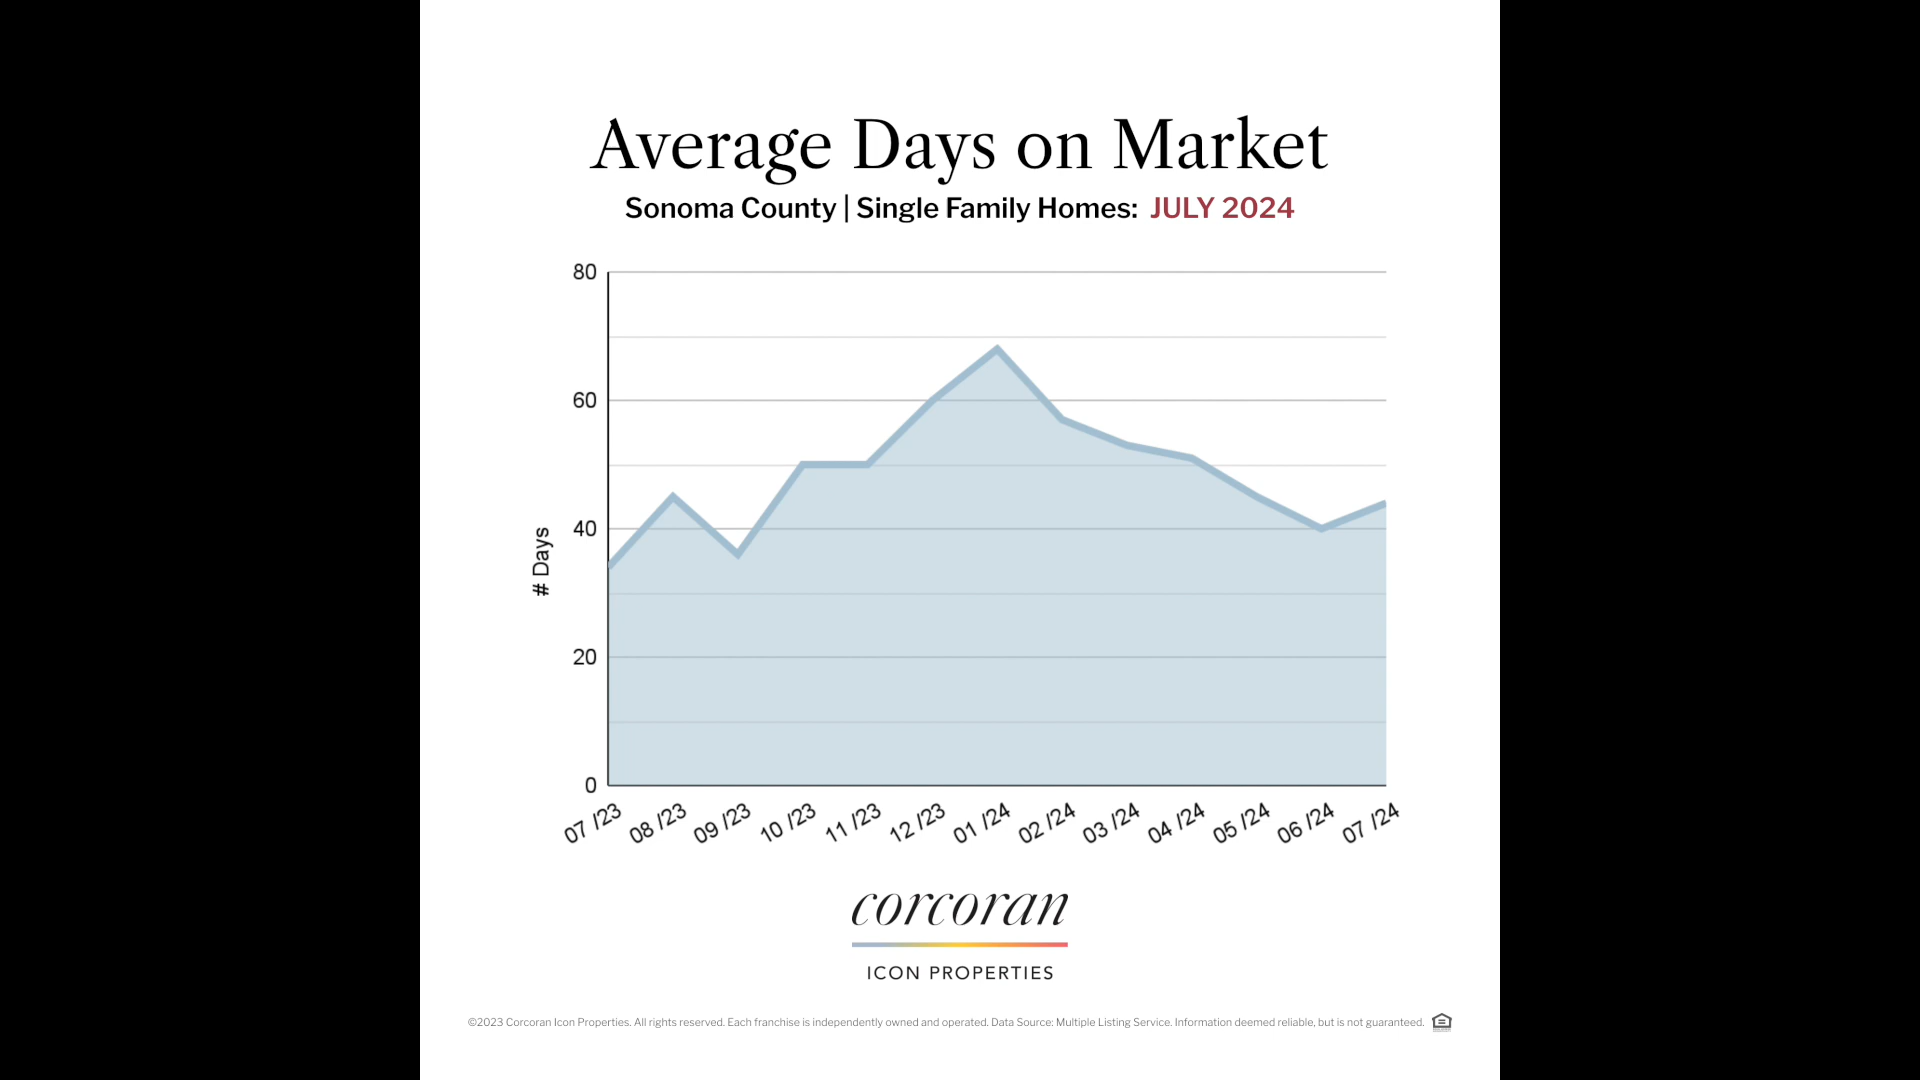 Average Days on Market
Sonoma County | Single Family Homes: JULY 2024
80
60
40
20
0
# Days
07 /23 08 /23 09 /23 10 /23 11 /23 12 /23 01 /24 02 /24 03 /24 04 /24 05 /24 06 /24 07 /24
corcoran
ICON PROPERTIES
©2023 Corcoran Icon Properties. All rights reserved. Each franchise is independently owned and operated. Data Source: Multiple Listing Service. Information deemed reliable, but is not guaranteed.